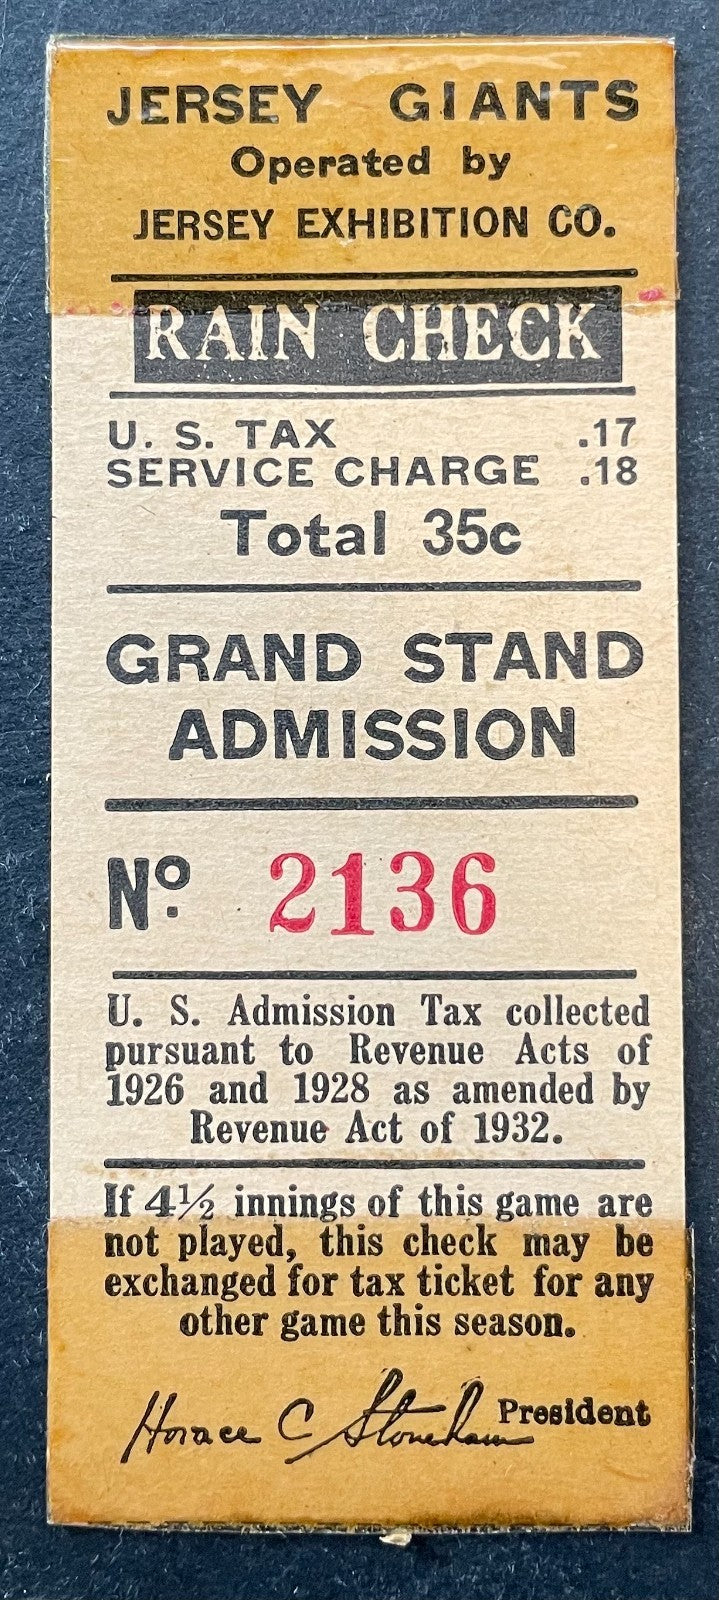 JERSEY GIANTS
Operated by
JERSEY EXHIBITION CO.
RAIN CHECK
U. S. TAX .17
SERVICE CHARGE .18
Total 35c
GRAND STAND
ADMISSION
Nº. 2136
U. S. Admission Tax collected
pursuant to Revenue Acts of
1926 and 1928 as amended by
Revenue Act of 1932.
If 4½ innings of this game are
not played, this check may be
exchanged for tax ticket for any
other game this season.
Horace C Stoneham President